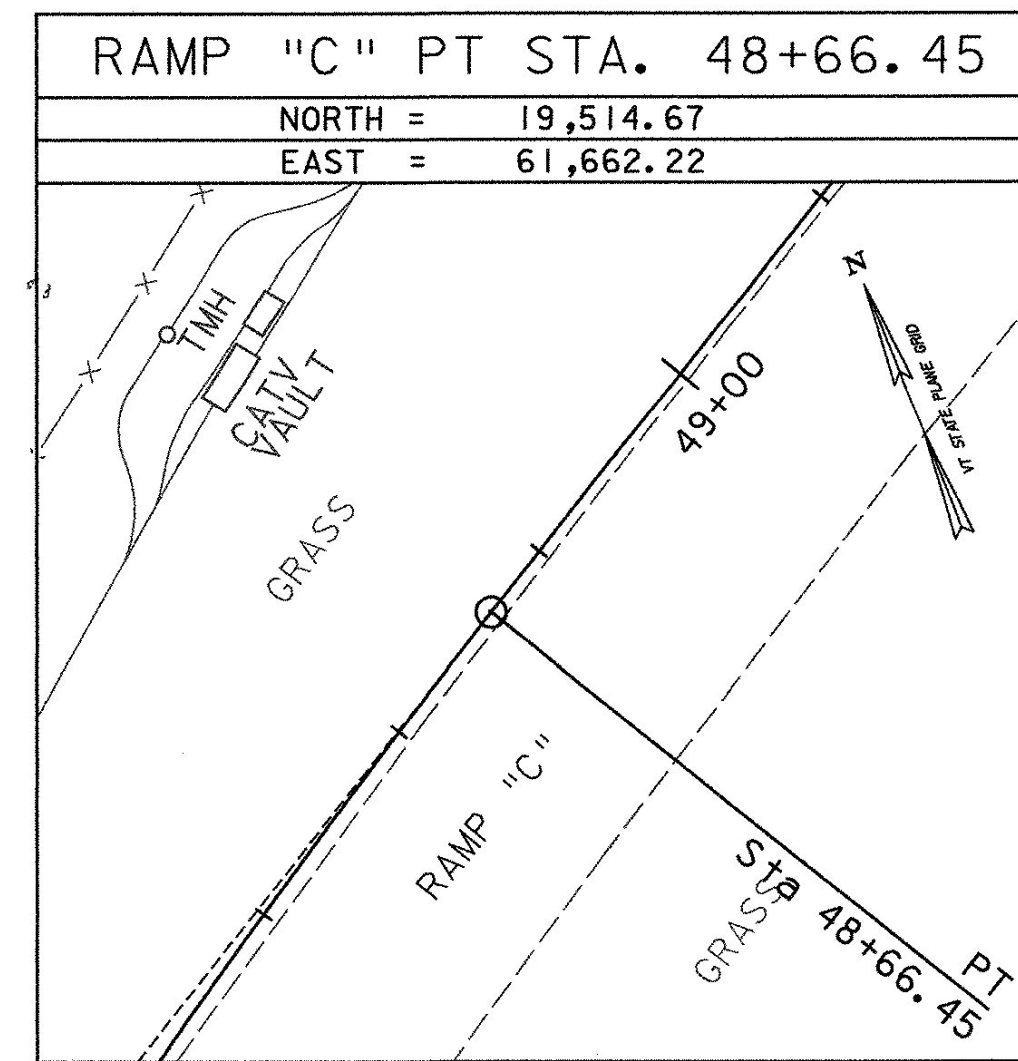 RAMP "C" PT STA. 48+66.45
NORTH = 19,514.67
EAST = 61,662.22
N
VT STATE PLANE GRID
TMH
CATV
VAULT
49+00
GRASS
RAMP "C"
GRASS
Sta 48+66.45
PT